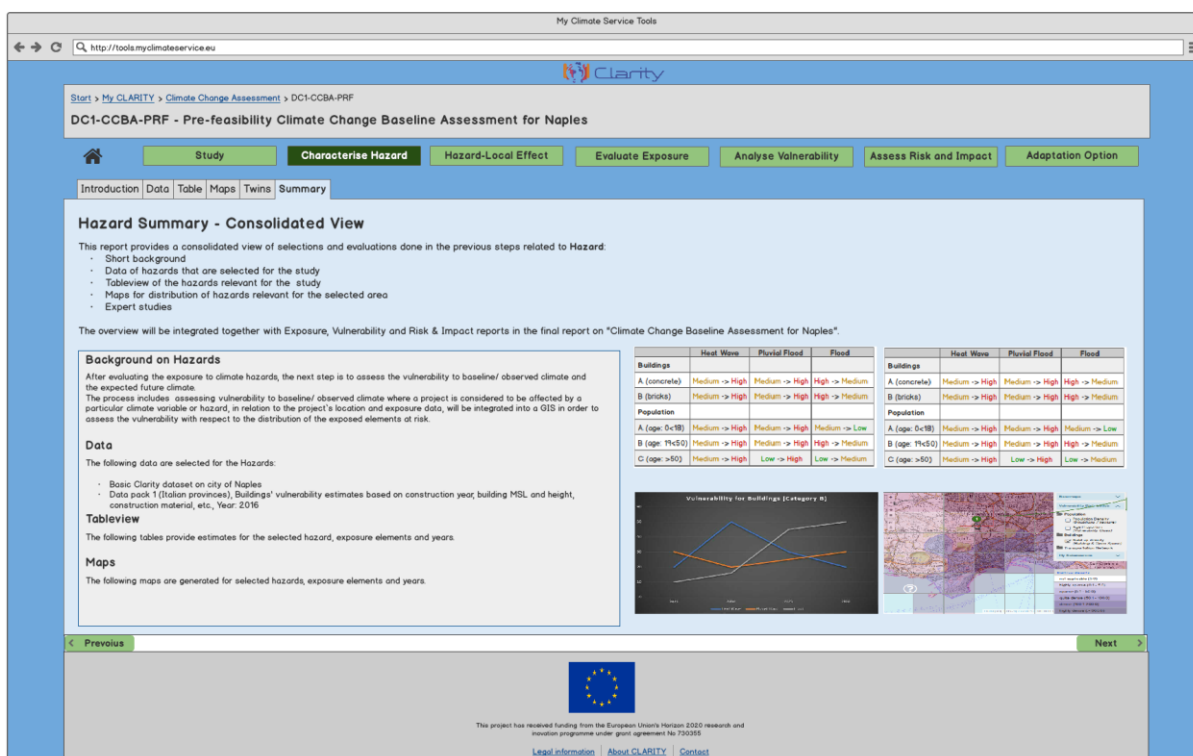 My Climate Service Tools
http://tools.myclimateservice.eu
Clarity
Start > My CLARITY > Climate Change Assessment > DC1-CCBA-PRF
DC1-CCBA-PRF - Pre-feasibility Climate Change Baseline Assessment for Naples
Study Characterise Hazard Hazard-Local Effect Evaluate Exposure Analyse Valnerability Assess Risk and Impact Adaptation Option
Introduction Data Table Maps Twins Summary
Hazard Summary - Consolidated View
This report provides a consolidated view of selections and evaluations done in the previous steps related to Hazard:
· Short background
· Data of hazards that are selected for the study
· Tableview of the hazards relevant for the study
· Maps for distribution of hazards relevant for the selected area
· Expert studies
The overview will be integrated together with Exposure, Vulnerability and Risk & Impact reports in the final report on "Climate Change Baseline Assessment for Naples".
Background on Hazards
After evaluating the exposure to climate hazards, the next step is to assess the vulnerability to baseline/ observed climate and
the expected future climate.
The process includes assessing vulnerability to baseline/ observed climate where a project is considered to be affected by a
particular climate variable or hazard, in relation to the project's location and exposure data, will be integrated into a GIS in order to
assess the vulnerability with respect to the distribution of the exposed elements at risk.
Data
The following data are selected for the Hazards:
· Basic Clarity dataset on city of Naples
· Data pack 1 (Italian provinces), Buildings' vulnerability estimates based on construction year, building MSL and height,
construction material, etc., Year: 2016
Tableview
The following tables provide estimates for the selected hazard, exposure elements and years.
Maps
The following maps are generated for selected hazards, exposure elements and years.
Heat Wave Pluvial Flood Flood
Buildings
A (concrete) Medium -> High Medium -> High High -> Medium
B (bricks) Medium -> High Medium -> High High -> Medium
Population
A (age: 0<18) Medium -> High Medium -> High Medium -> Low
B (age: 19<50) Medium -> High Medium -> High High -> Medium
C (age: >50) Medium -> High Low -> High Low -> Medium
Heat Wave Pluvial Flood Flood
Buildings
A (concrete) Medium -> High Medium -> High High -> Medium
B (bricks) Medium -> High Medium -> High High -> Medium
Population
A (age: 0<18) Medium -> High Medium -> High Medium -> Low
B (age: 19<50) Medium -> High Medium -> High High -> Medium
C (age: >50) Medium -> High Low -> High Low -> Medium
Vulnerability for Buildings [Category B]
Population
Buildings
< Prevoius
Next >
This project has received funding from the European Union's Horizon 2020 research and
inovation programme under grant agreement No 730355
Legal information | About CLARITY | Contact